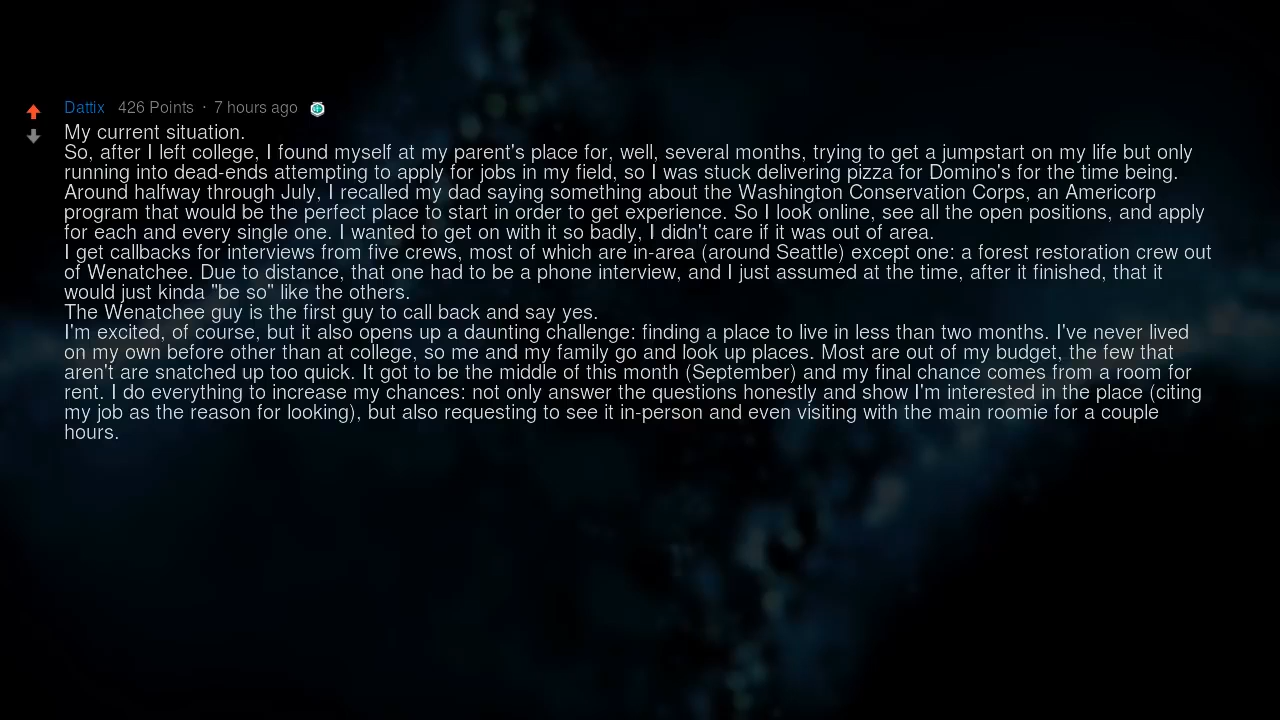 Dattix 426 Points · 7 hours ago
My current situation.
So, after I left college, I found myself at my parent's place for, well, several months, trying to get a jumpstart on my life but only
running into dead-ends attempting to apply for jobs in my field, so I was stuck delivering pizza for Domino's for the time being.
Around halfway through July, I recalled my dad saying something about the Washington Conservation Corps, an Americorp
program that would be the perfect place to start in order to get experience. So I look online, see all the open positions, and apply
for each and every single one. I wanted to get on with it so badly, I didn't care if it was out of area.
I get callbacks for interviews from five crews, most of which are in-area (around Seattle) except one: a forest restoration crew out
of Wenatchee. Due to distance, that one had to be a phone interview, and I just assumed at the time, after it finished, that it
would just kinda "be so" like the others.
The Wenatchee guy is the first guy to call back and say yes.
I'm excited, of course, but it also opens up a daunting challenge: finding a place to live in less than two months. I've never lived
on my own before other than at college, so me and my family go and look up places. Most are out of my budget, the few that
aren't are snatched up too quick. It got to be the middle of this month (September) and my final chance comes from a room for
rent. I do everything to increase my chances: not only answer the questions honestly and show I'm interested in the place (citing
my job as the reason for looking), but also requesting to see it in-person and even visiting with the main roomie for a couple
hours.